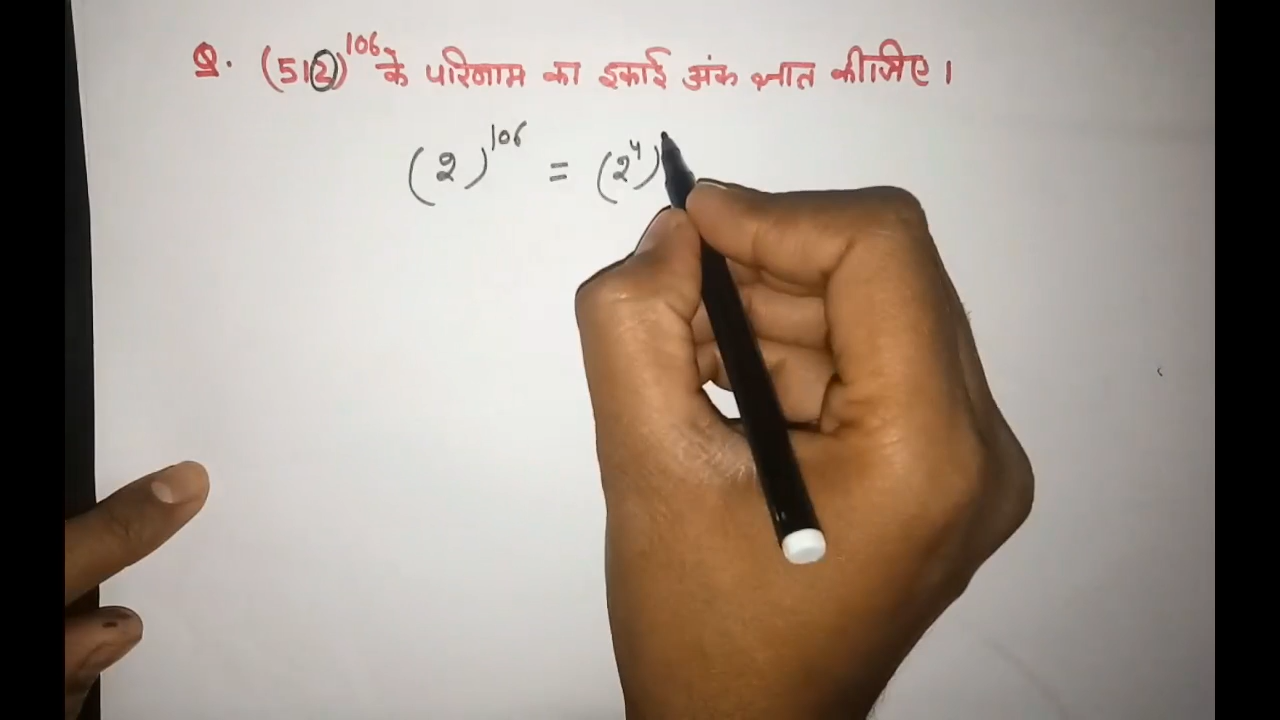 Q. (512)^106 के परिणाम का इकाई अंक ज्ञात कीजिए।
(2)^106 = (2^4)